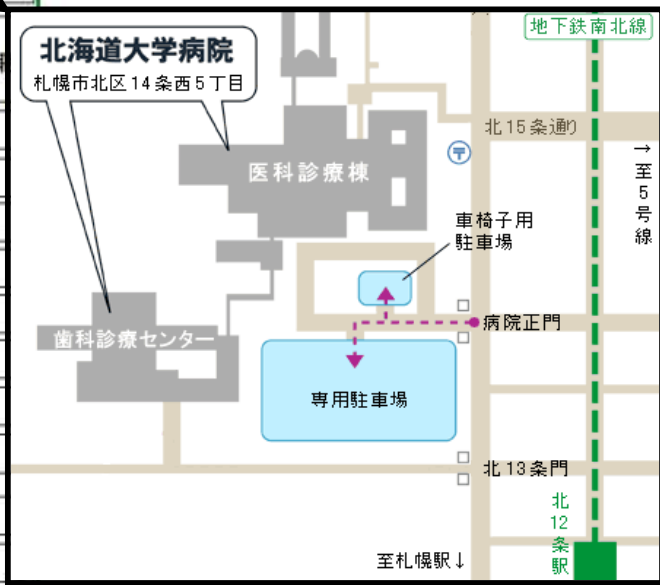 地下鉄南北線
北海道大学病院
札幌市北区14条西5丁目
北15条通り
〒
医科診療棟
→至5号線
車椅子用
駐車場
病院正門
歯科診療センター
専用駐車場
北13条門
北12条駅
至札幌駅↓